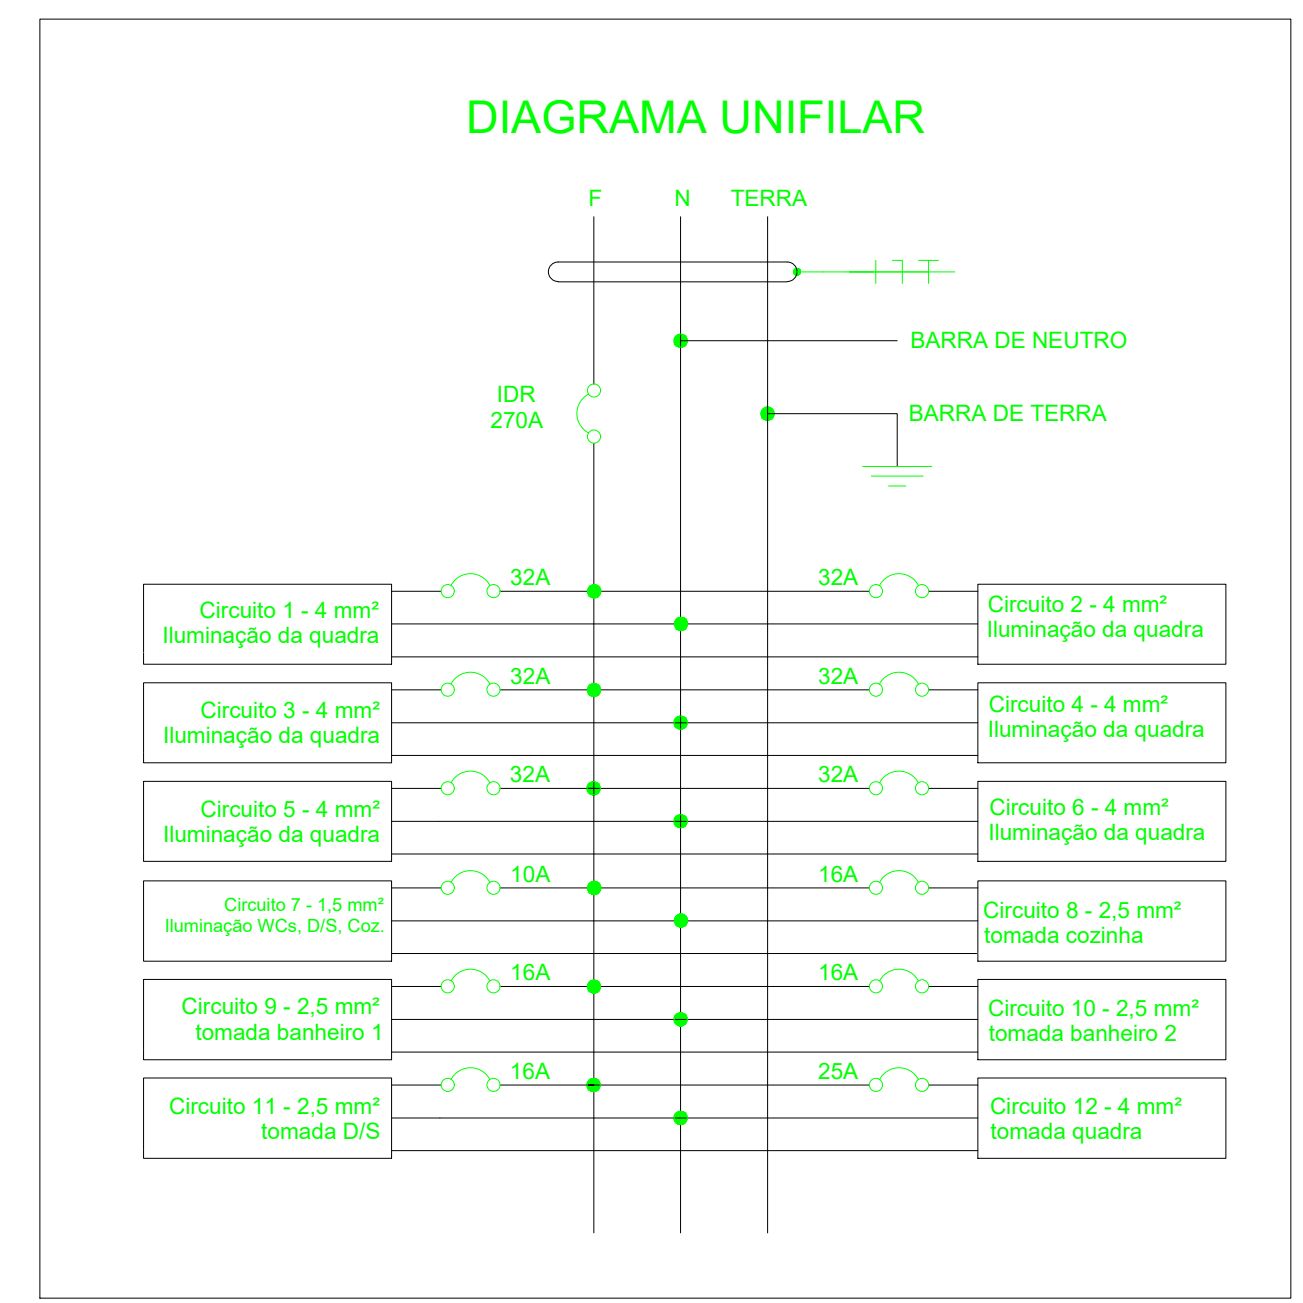 DIAGRAMA UNIFILAR
F N TERRA
BARRA DE NEUTRO
IDR
270A
BARRA DE TERRA
32A
32A
Circuito 1 - 4 mm²
Iluminação da quadra
Circuito 2 - 4 mm²
Iluminação da quadra
32A
32A
Circuito 3 - 4 mm²
Iluminação da quadra
Circuito 4 - 4 mm²
Iluminação da quadra
32A
32A
Circuito 5 - 4 mm²
Iluminação da quadra
Circuito 6 - 4 mm²
Iluminação da quadra
10A
16A
Circuito 7 - 1,5 mm²
Iluminação WCs, D/S, Coz.
Circuito 8 - 2,5 mm²
tomada cozinha
16A
16A
Circuito 9 - 2,5 mm²
tomada banheiro 1
Circuito 10 - 2,5 mm²
tomada banheiro 2
16A
25A
Circuito 11 - 2,5 mm²
tomada D/S
Circuito 12 - 4 mm²
tomada quadra